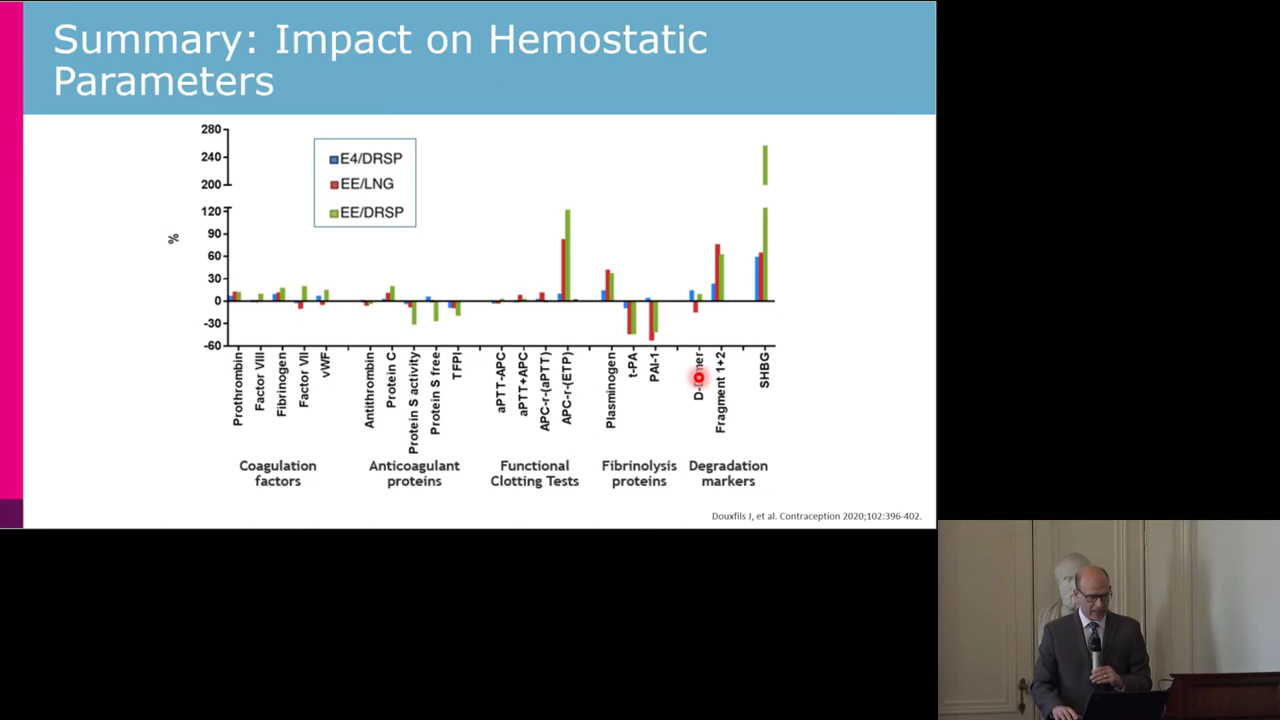 Summary: Impact on Hemostatic
Parameters
280
240
200
120
90
60
30
0
-30
-60
%
E4/DRSP
EE/LNG
EE/DRSP
Prothrombin
Factor VIII
Fibrinogen
Factor VII
vWF
Antithrombin
Protein C
Protein S activity
Protein S free
TFPI
aPTT-APC
aPTT+APC
APC-r-(aPTT)
APC-r-(ETP)
Plasminogen
t-PA
PAI-1
Fragment 1+2
SHBG
Coagulation
factors
Anticoagulant
proteins
Functional
Clotting Tests
Fibrinolysis
proteins
Degradation
markers
Douxfils J, et al. Contraception 2020;102:396-402.